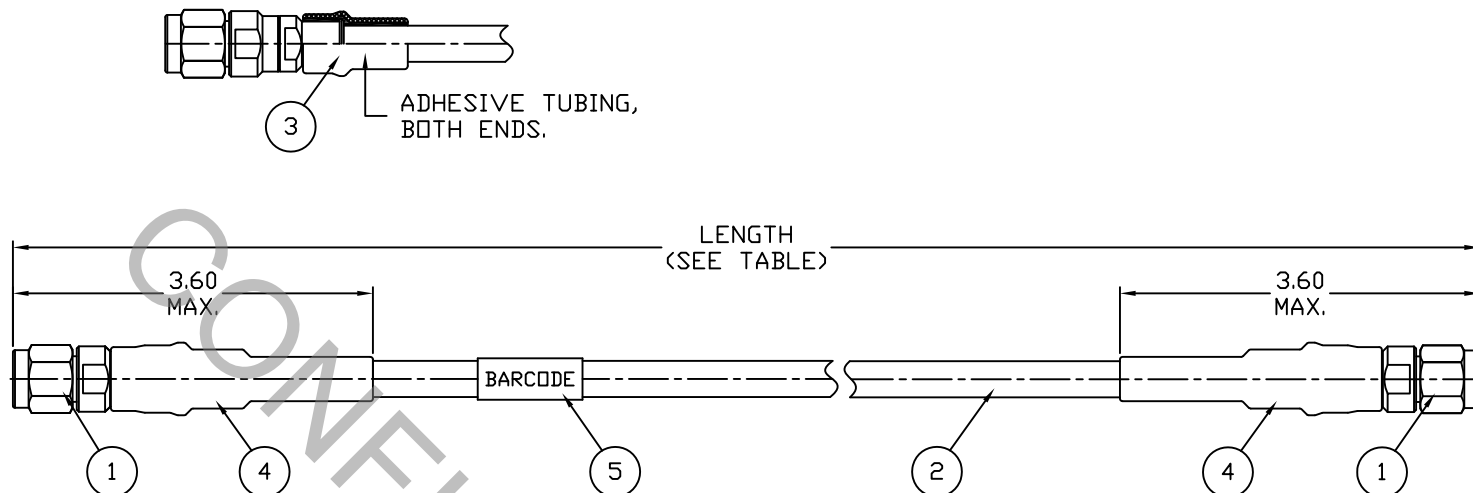 3
ADHESIVE TUBING,
BOTH ENDS.
LENGTH
(SEE TABLE)
3.60
MAX.
3.60
MAX.
BARCODE
1
4
5
2
4
1